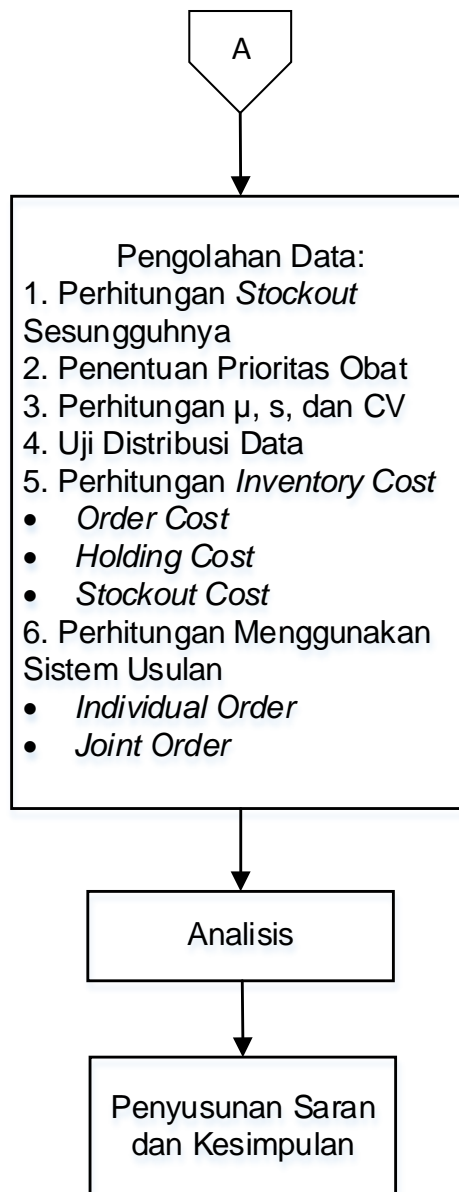 A
Pengolahan Data:
1. Perhitungan Stockout
Sesungguhnya
2. Penentuan Prioritas Obat
3. Perhitungan μ, s, dan CV
4. Uji Distribusi Data
5. Perhitungan Inventory Cost
• Order Cost
• Holding Cost
• Stockout Cost
6. Perhitungan Menggunakan
Sistem Usulan
• Individual Order
• Joint Order
Analisis
Penyusunan Saran
dan Kesimpulan